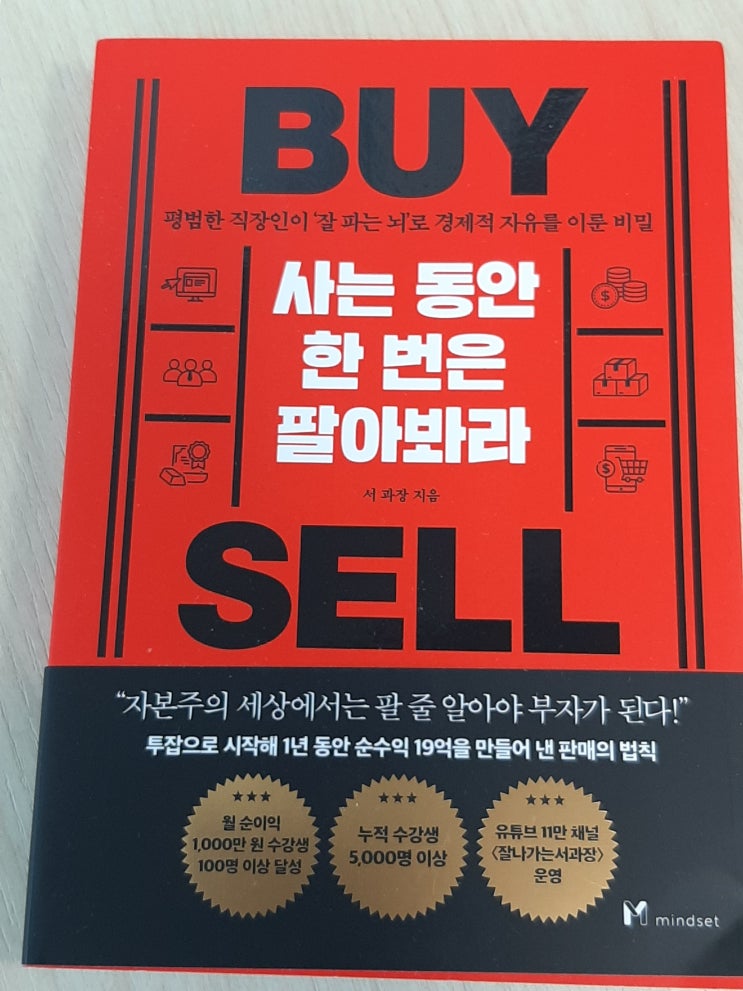 BUY
평범한 직장인이 '잘 파는 뇌'로 경제적 자유를 이룬 비밀
사는 동안
한 번은
팔아봐라
서 과장 지음
SELL
“자본주의 세상에서는 팔 줄 알아야 부자가 된다!”
투잡으로 시작해 1년 동안 순수익 19억을 만들어 낸 판매의 법칙
★★★
월 순이익
1,000만 원 수강생
100명 이상 달성
★★★
누적 수강생
5,000명 이상
★★★
유튜브 11만 채널
〈잘나가는서과장〉
운영
M mindset